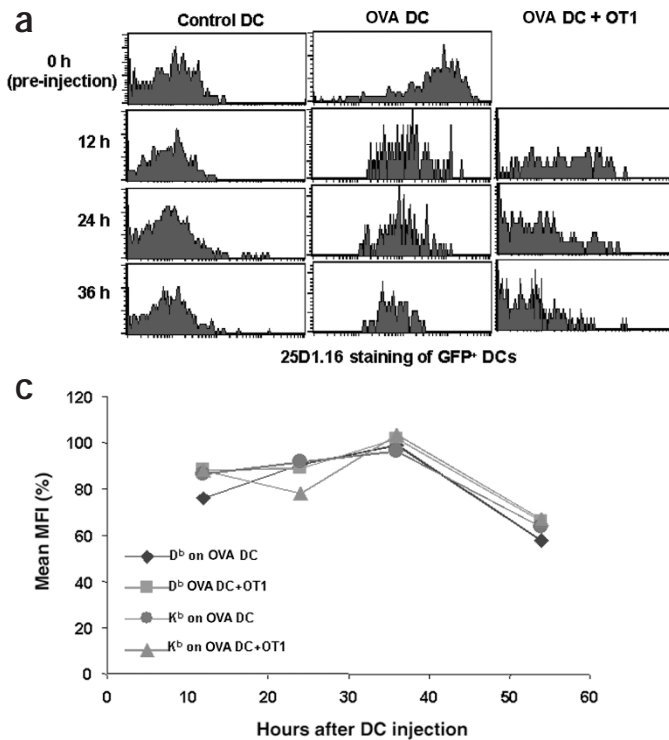 a
Control DC
OVA DC
OVA DC + OT1
0 h
(pre-injection)
12 h
24 h
36 h
25D1.16 staining of GFP⁺ DCs
c
Mean MFI (%)
120
100
80
60
40
20
0
Dᵇ on OVA DC
Dᵇ OVA DC+OT1
Kᵇ on OVA DC
Kᵇ on OVA DC+OT1
0 10 20 30 40 50 60
Hours after DC injection